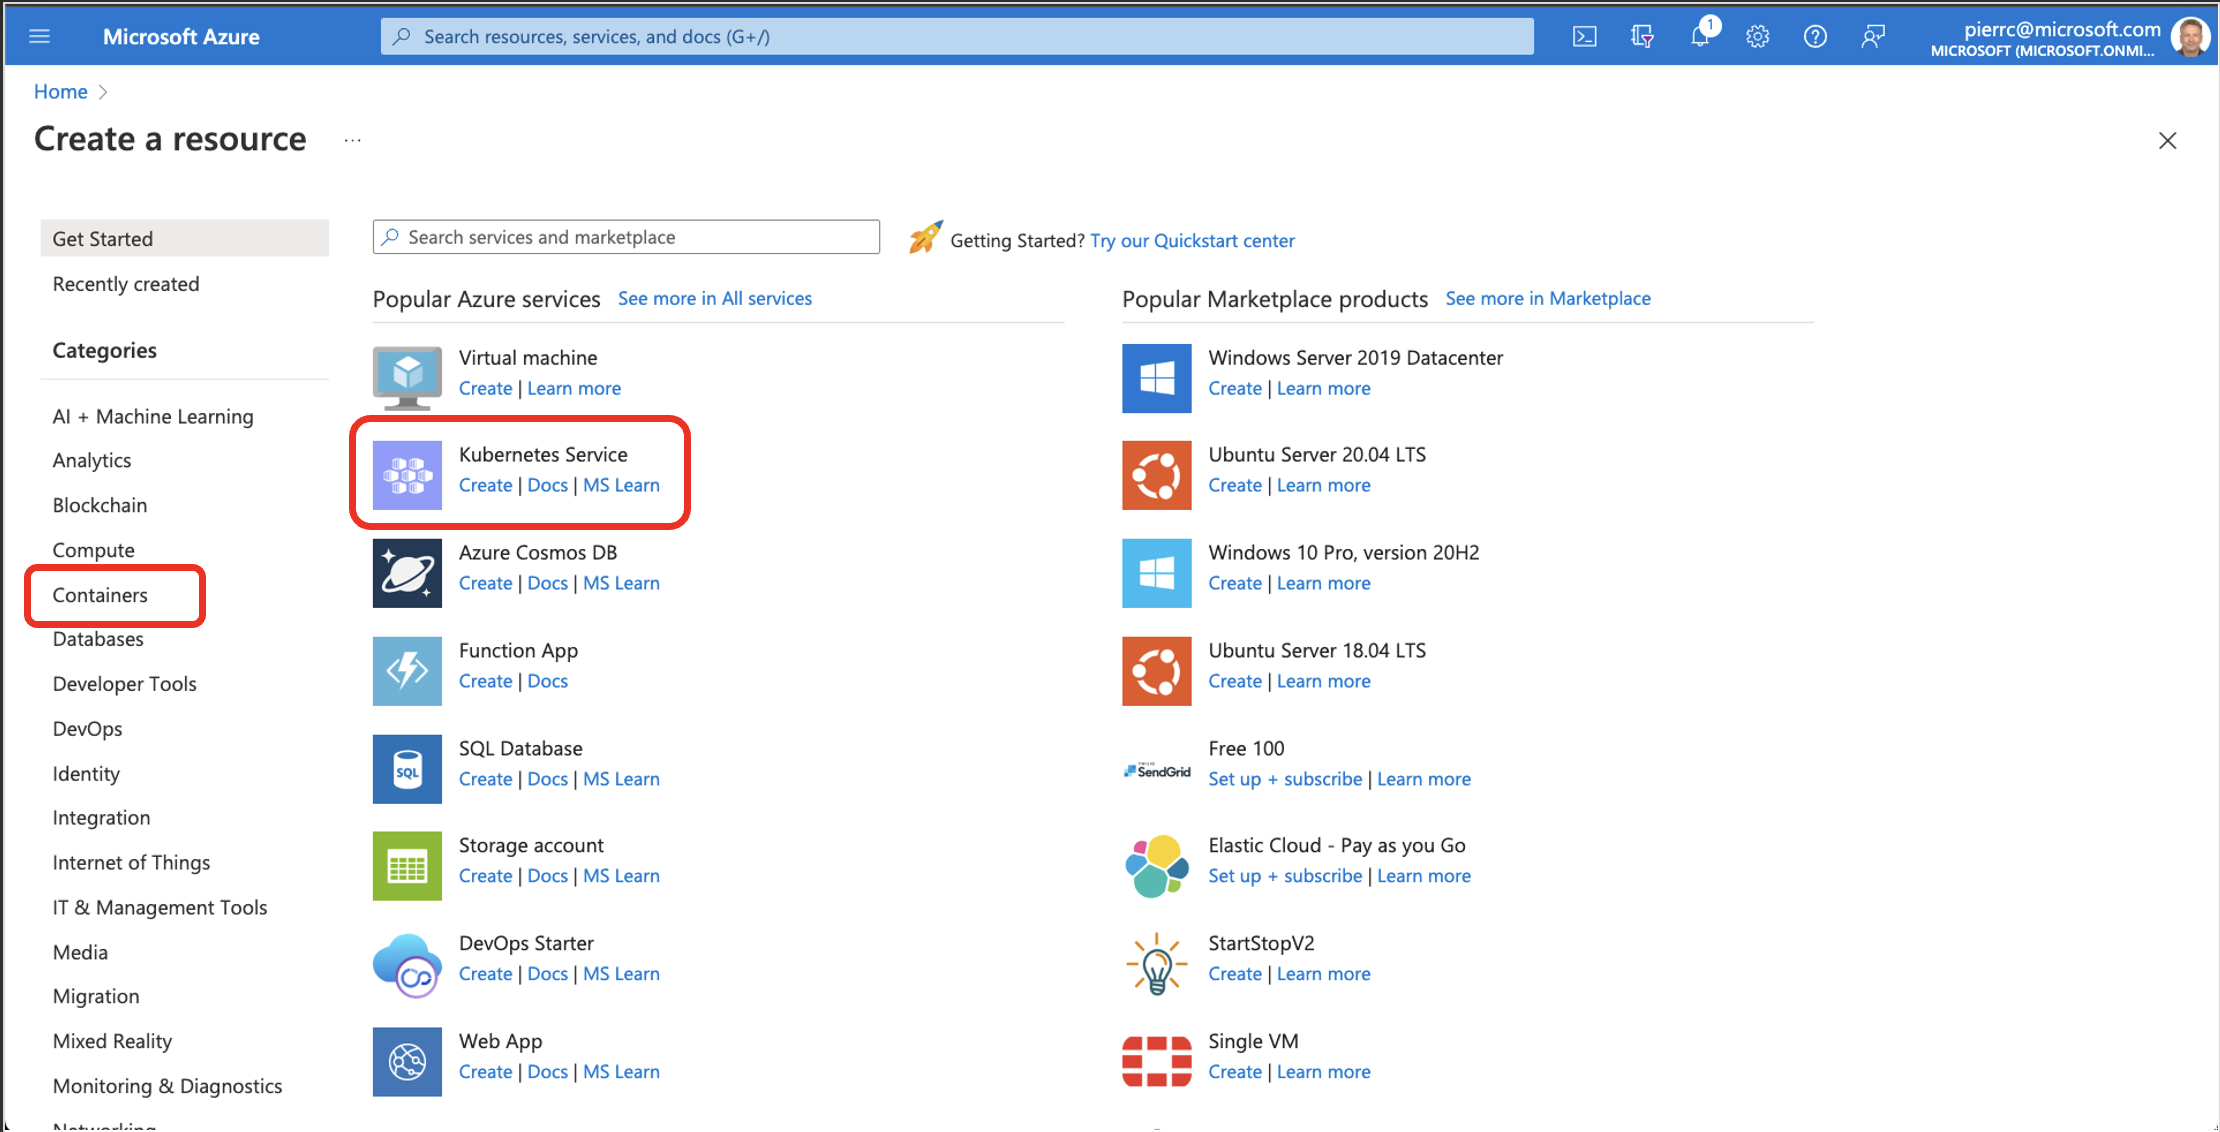 Microsoft Azure
Search resources, services, and docs (G+/)
1
pierrc@microsoft.com
MICROSOFT (MICROSOFT.ONMI...
Home
Create a resource
...
Get Started
Recently created
Categories
AI + Machine Learning
Analytics
Blockchain
Compute
Containers
Databases
Developer Tools
DevOps
Identity
Integration
Internet of Things
IT & Management Tools
Media
Migration
Mixed Reality
Monitoring & Diagnostics
Networking
Search services and marketplace
Getting Started? Try our Quickstart center
Popular Azure services See more in All services
Virtual machine
Create | Learn more
Kubernetes Service
Create | Docs | MS Learn
Azure Cosmos DB
Create | Docs | MS Learn
Function App
Create | Docs
SQL
SQL Database
Create | Docs | MS Learn
Storage account
Create | Docs | MS Learn
DevOps Starter
Create | Docs | MS Learn
Web App
Create | Docs | MS Learn
Popular Marketplace products See more in Marketplace
Windows Server 2019 Datacenter
Create | Learn more
Ubuntu Server 20.04 LTS
Create | Learn more
Windows 10 Pro, version 20H2
Create | Learn more
Ubuntu Server 18.04 LTS
Create | Learn more
SendGrid
Free 100
Set up + subscribe | Learn more
Elastic Cloud - Pay as you Go
Set up + subscribe | Learn more
StartStopV2
Create | Learn more
Single VM
Create | Learn more